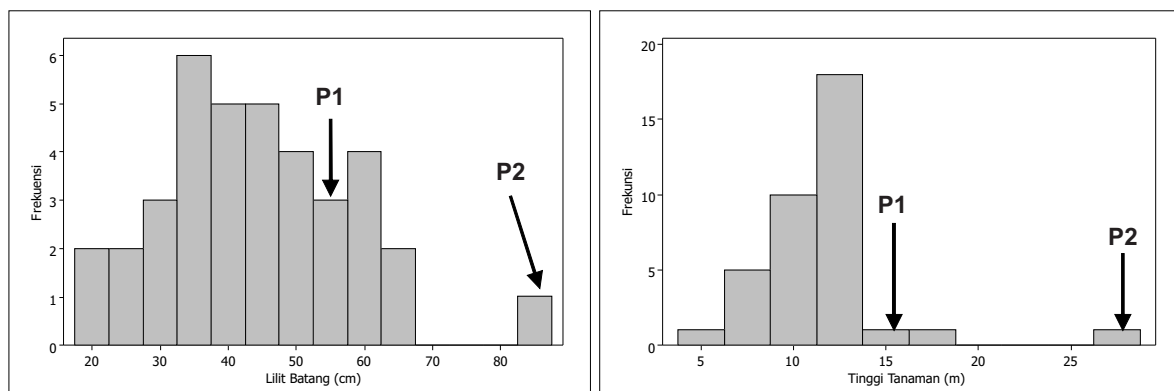 6
5
4
3
2
1
0
Frekuensi
20 30 40 50 60 70 80
Lilit Batang (cm)
P1
P2
20
15
10
5
0
Frekunsi
5 10 15 20 25
Tinggi Tanaman (m)
P1
P2